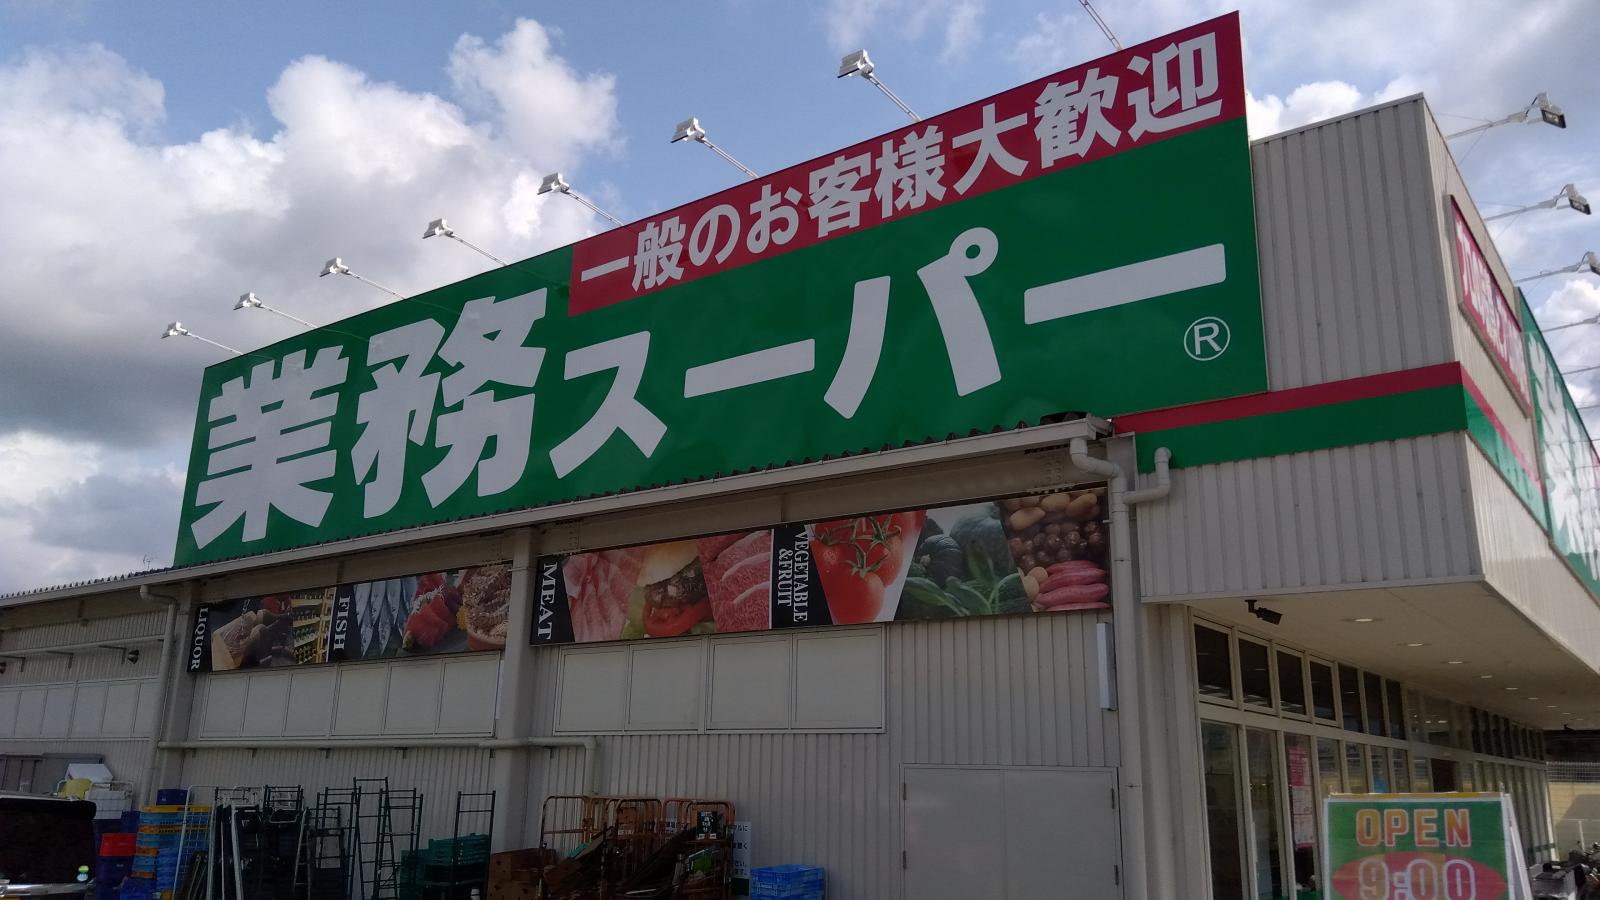 一般のお客様大歓迎
業務スーパー®
LIQUOR
FISH
MEAT
VEGETABLE
&FRUIT
OPEN
9:00